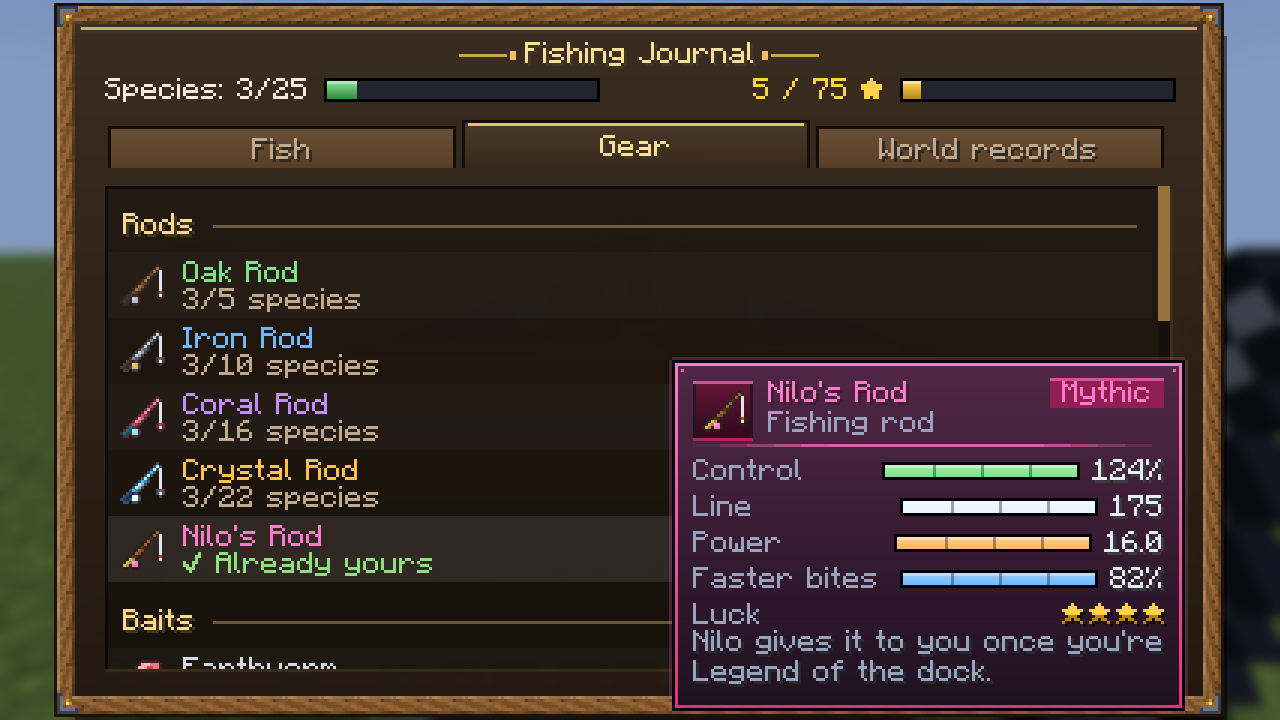 Fishing Journal
Species: 3/25
5 / 75
Fish
Gear
World records
Rods
Oak Rod
3/5 species
Iron Rod
3/10 species
Coral Rod
3/16 species
Crystal Rod
3/22 species
Nilo's Rod
✓ Already yours
Baits
Earthworm
Nilo's Rod
Mythic
Fishing rod
Control 124%
Line 175
Power 16.0
Faster bites 82%
Luck
Nilo gives it to you once you're
Legend of the dock.